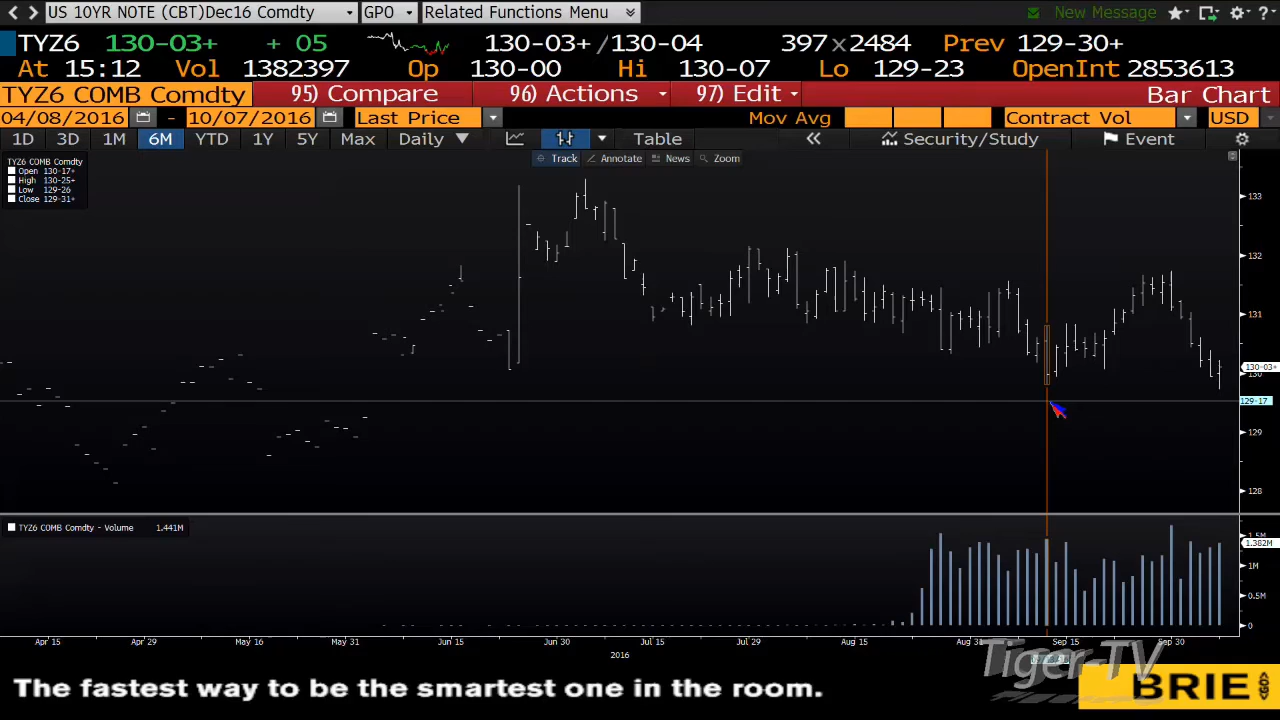 US 10YR NOTE (CBT)Dec16 Comdty GPO Related Functions Menu New Message
TYZ6 130-03+ + 05 130-03+/130-04 397x2484 Prev 129-30+
At 15:12 Vol 1382397 Op 130-00 Hi 130-07 Lo 129-23 OpenInt 2853613
TYZ6 COMB Comdty 95) Compare 96) Actions 97) Edit Bar Chart
04/08/2016 - 10/07/2016 Last Price Mov Avg Contract Vol USD
1D 3D 1M 6M YTD 1Y 5Y Max Daily Table Security/Study Event
Track Annotate News Zoom
TYZ6 COMB Comdty
Open 130-17+
High 130-25+
Low 129-26
Close 129-31+
133
132
131
130-03+
130
129-17
129
128
TYZ6 COMB Comdty - Volume 1.441M
1.5M
1.382M
1M
0.5M
0
Apr 15 Apr 29 May 16 May 31 Jun 15 Jun 30 Jul 15 Jul 29 Aug 15 Aug 31 Sep 15 Sep 30
2016
Tiger-TV
The fastest way to be the smartest one in the room.
BRIE